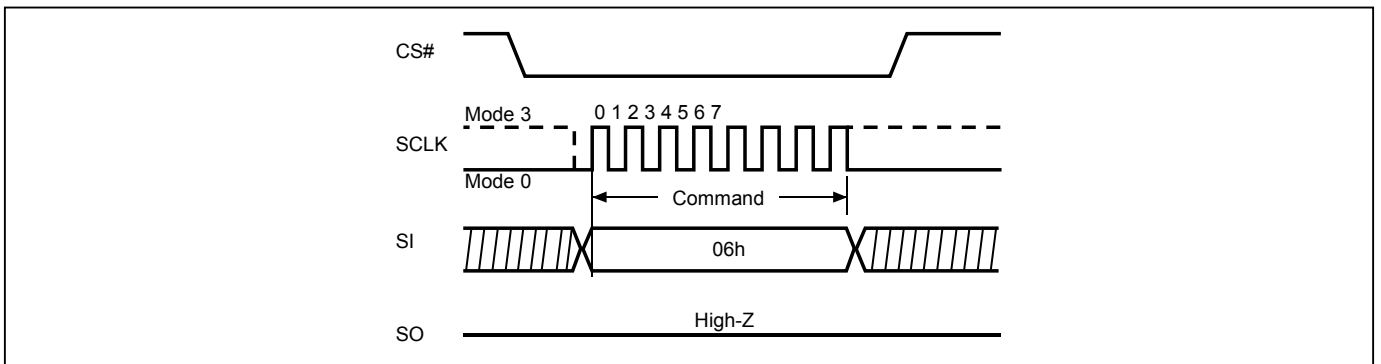 CS#
Mode 3
0 1 2 3 4 5 6 7
SCLK
Mode 0
Command
SI
06h
High-Z
SO